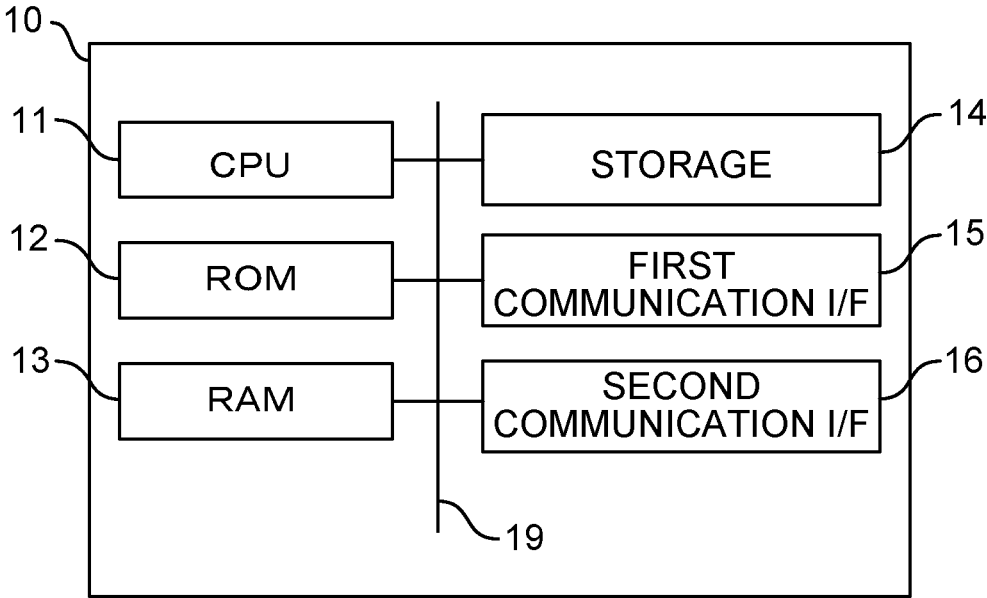 10
11
CPU
STORAGE
14
12
ROM
FIRST
COMMUNICATION I/F
15
13
RAM
SECOND
COMMUNICATION I/F
16
19